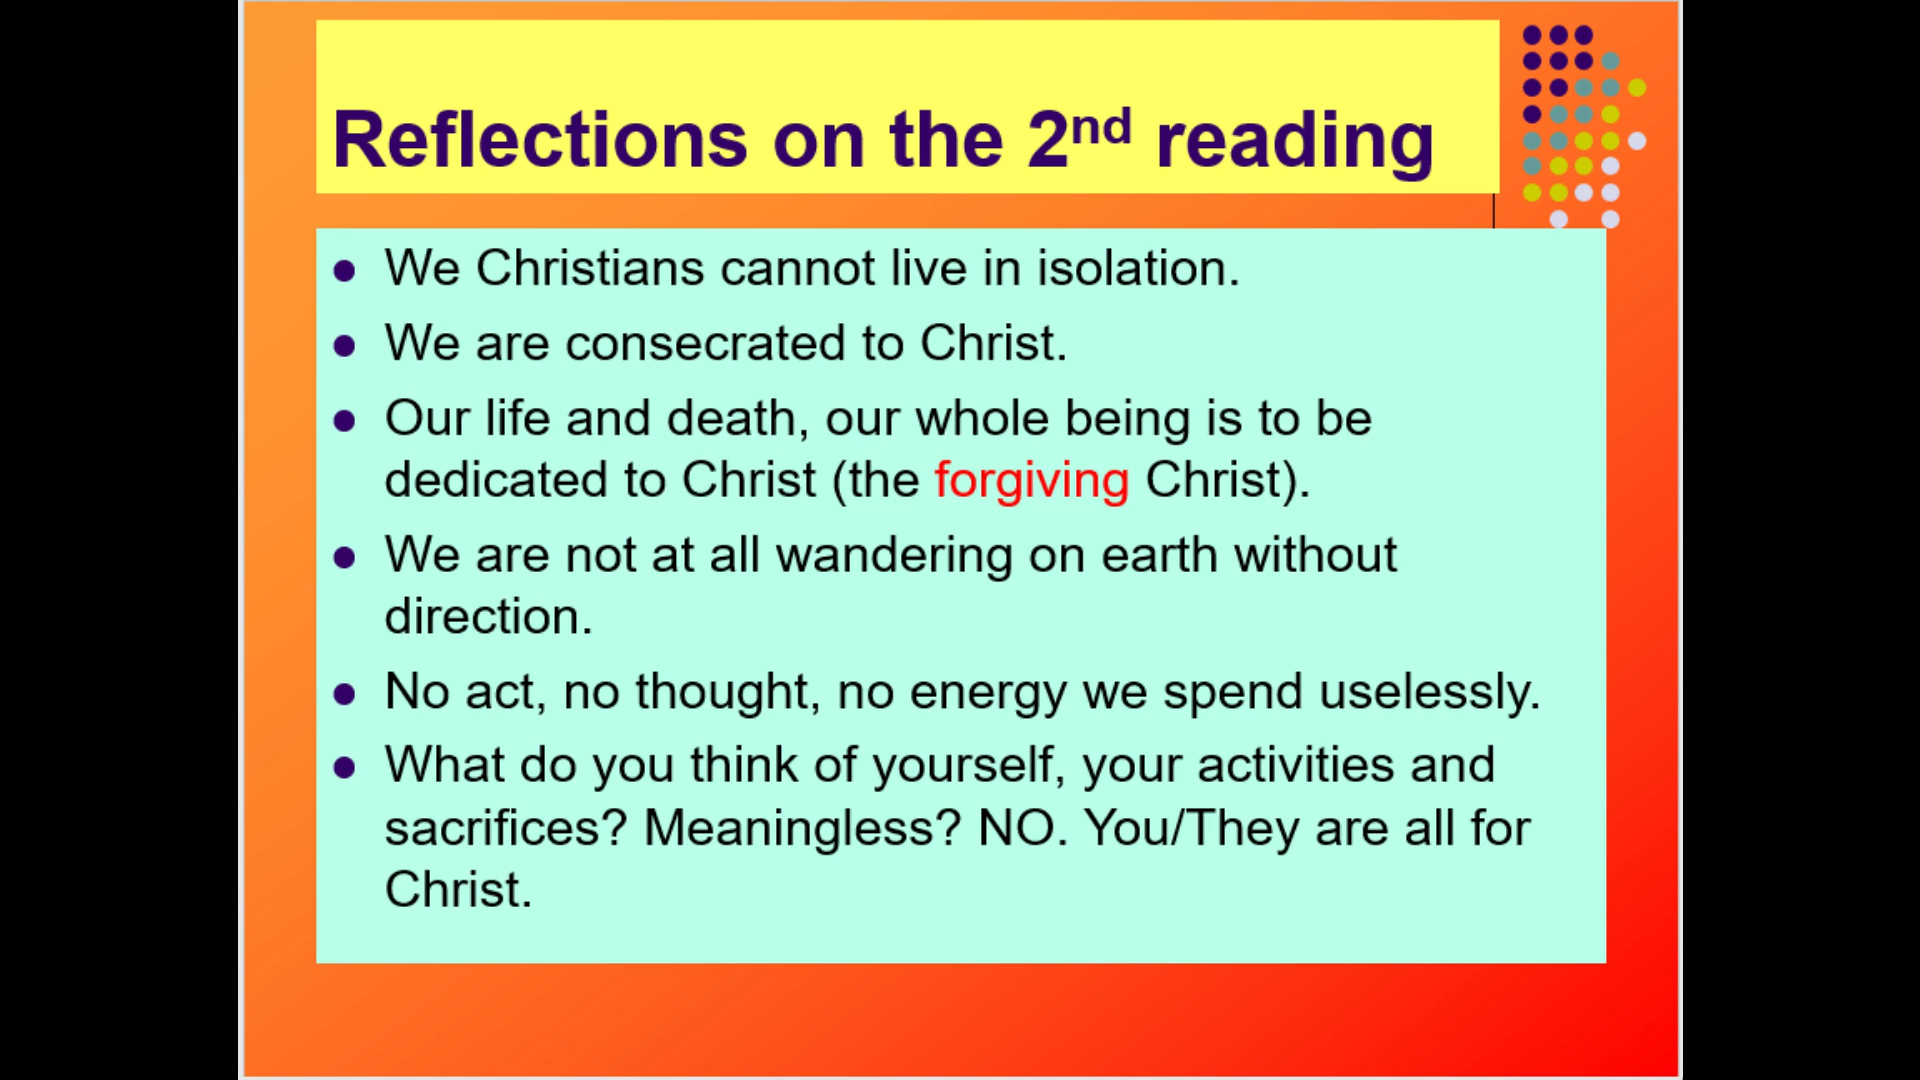 Reflections on the 2nd reading
We Christians cannot live in isolation.
We are consecrated to Christ.
Our life and death, our whole being is to be
dedicated to Christ (the forgiving Christ).
We are not at all wandering on earth without
direction.
No act, no thought, no energy we spend uselessly.
What do you think of yourself, your activities and
sacrifices? Meaningless? NO. You/They are all for
Christ.